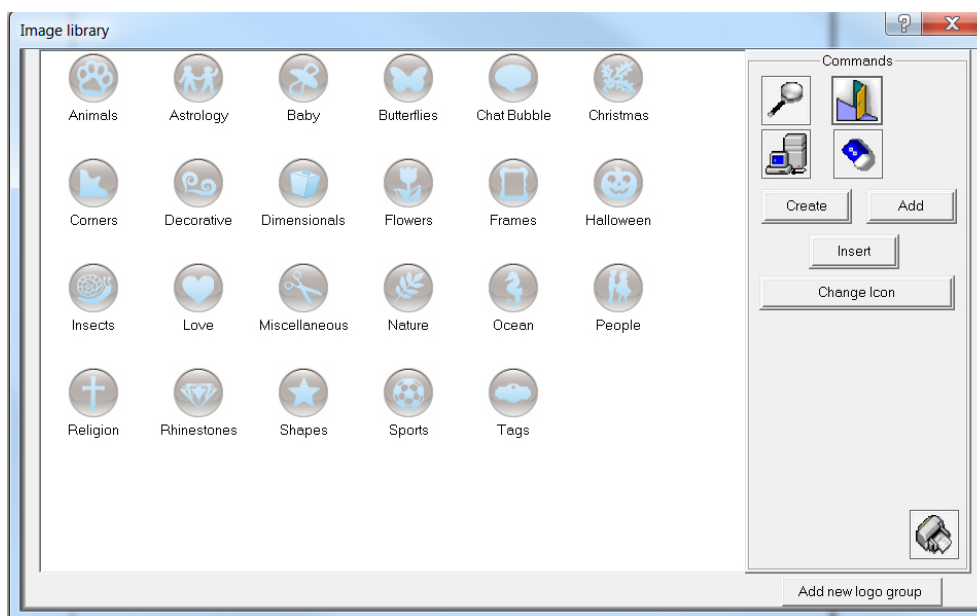 Image library
Animals Astrology Baby Butterflies Chat Bubble Christmas
Corners Decorative Dimensionals Flowers Frames Halloween
Insects Love Miscellaneous Nature Ocean People
Religion Rhinestones Shapes Sports Tags
Commands
Create Add
Insert
Change Icon
Add new logo group